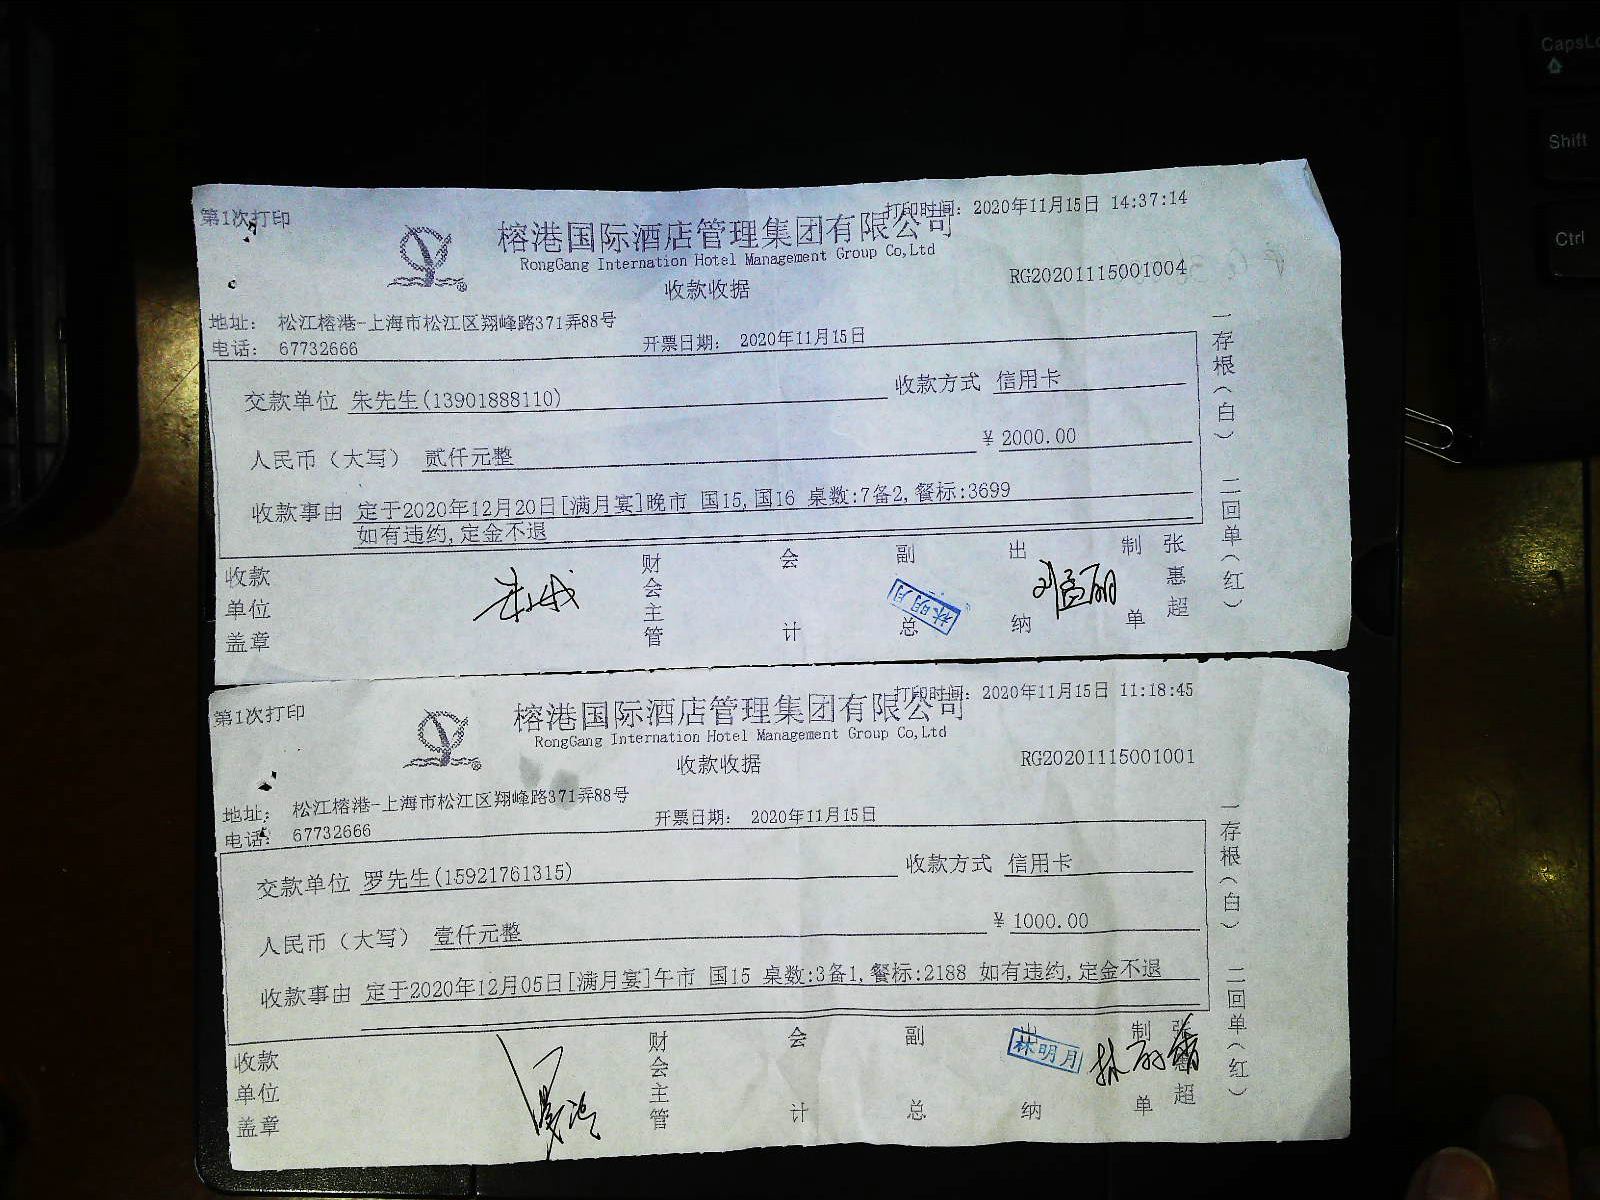 第1次打印
打印时间: 2020年11月15日 14:37:14
榕港国际酒店管理集团有限公司
RongGang Internation Hotel Management Group Co,Ltd
收款收据
RG20201115001004
地址: 松江榕港-上海市松江区翔峰路371弄88号
电话: 67732666
开票日期: 2020年11月15日
交款单位 朱先生(13901888110) 收款方式 信用卡
人民币（大写） 贰仟元整 ¥ 2000.00
收款事由 定于2020年12月20日[满月宴]晚市 国15,国16 桌数:7备2,餐标:3699
如有违约,定金不退
收款单位盖章 财会主管 会计 副总 林明月 出纳 制单 张惠超
一存根(白) 二回单(红)
第1次打印
打印时间: 2020年11月15日 11:18:45
榕港国际酒店管理集团有限公司
RongGang Internation Hotel Management Group Co,Ltd
收款收据
RG20201115001001
地址: 松江榕港-上海市松江区翔峰路371弄88号
电话: 67732666
开票日期: 2020年11月15日
交款单位 罗先生(15921761315) 收款方式 信用卡
人民币（大写） 壹仟元整 ¥ 1000.00
收款事由 定于2020年12月05日[满月宴]午市 国15 桌数:3备1,餐标:2188 如有违约,定金不退
收款单位盖章 财会主管 会计 副总 出纳 林明月 制单 张惠超
一存根(白) 二回单(红)
CapsLo
Shift
Ctrl